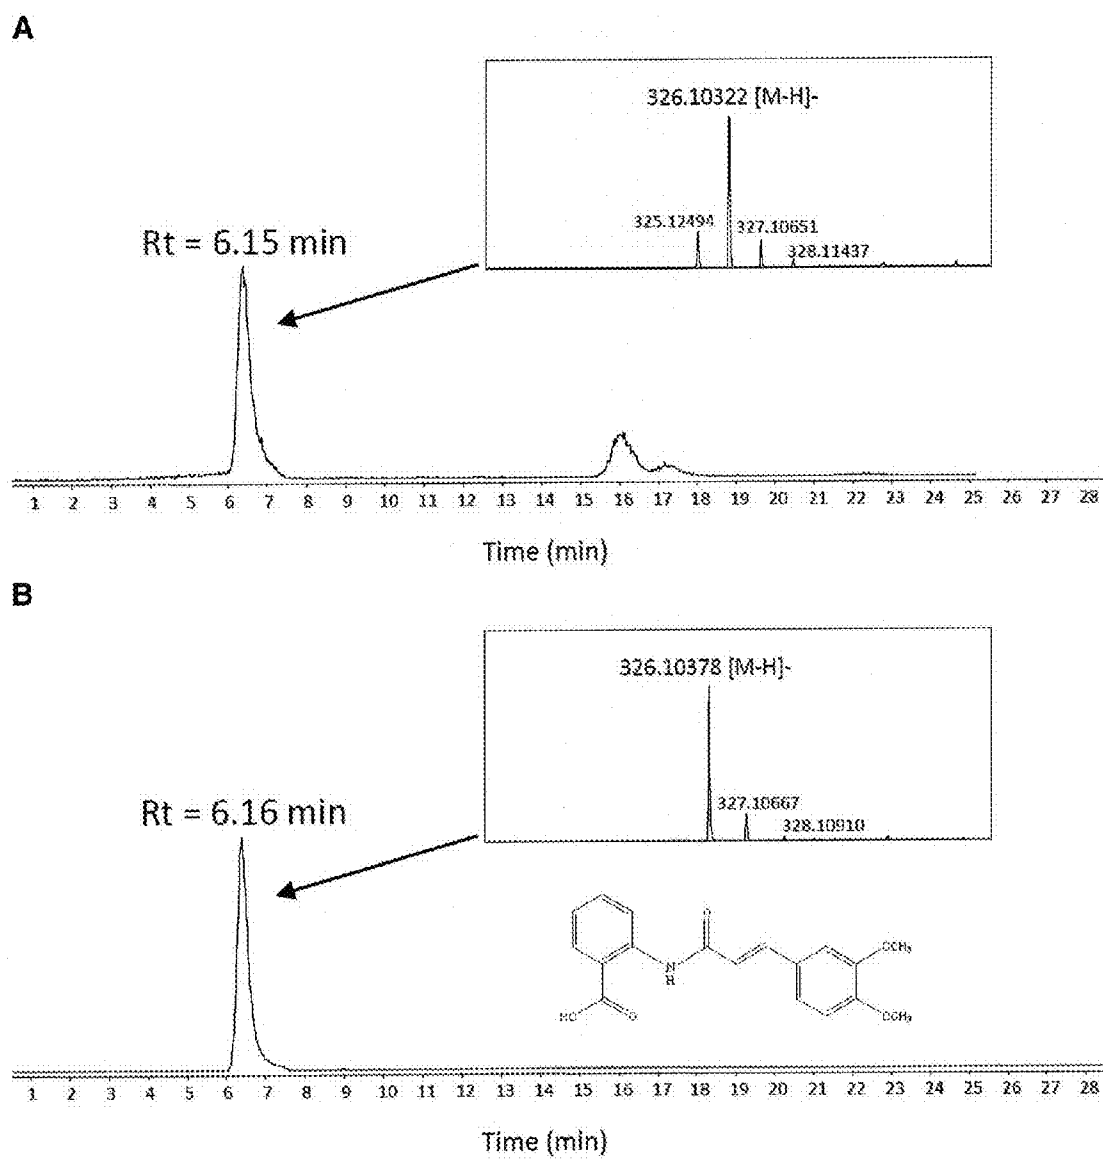 A
326.10322 [M-H]-
325.12494
327.10651
328.11437
Rt = 6.15 min
1 2 3 4 5 6 7 8 9 10 11 12 13 14 15 16 17 18 19 20 21 22 23 24 25 26 27 28
Time (min)
B
326.10378 [M-H]-
327.10667
328.10910
Rt = 6.16 min
O
OCH₃
N
H
HO
O
OCH₃
1 2 3 4 5 6 7 8 9 10 11 12 13 14 15 16 17 18 19 20 21 22 23 24 25 26 27 28
Time (min)